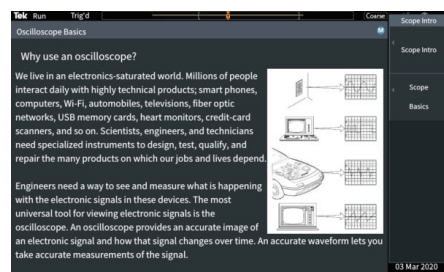 Tek Run Trig'd Coarse
Scope Intro
Oscilloscope Basics M
Scope Intro
Why use an oscilloscope?
We live in an electronics-saturated world. Millions of people
interact daily with highly technical products; smart phones,
computers, Wi-Fi, automobiles, televisions, fiber optic
networks, USB memory cards, heart monitors, credit-card
scanners, and so on. Scientists, engineers, and technicians
need specialized instruments to design, test, qualify, and
repair the many products on which our jobs and lives depend.
Scope
Basics
Engineers need a way to see and measure what is happening
with the electronic signals in these devices. The most
universal tool for viewing electronic signals is the
oscilloscope. An oscilloscope provides an accurate image of
an electronic signal and how that signal changes over time. An accurate waveform lets you
take accurate measurements of the signal.
03 Mar 2020